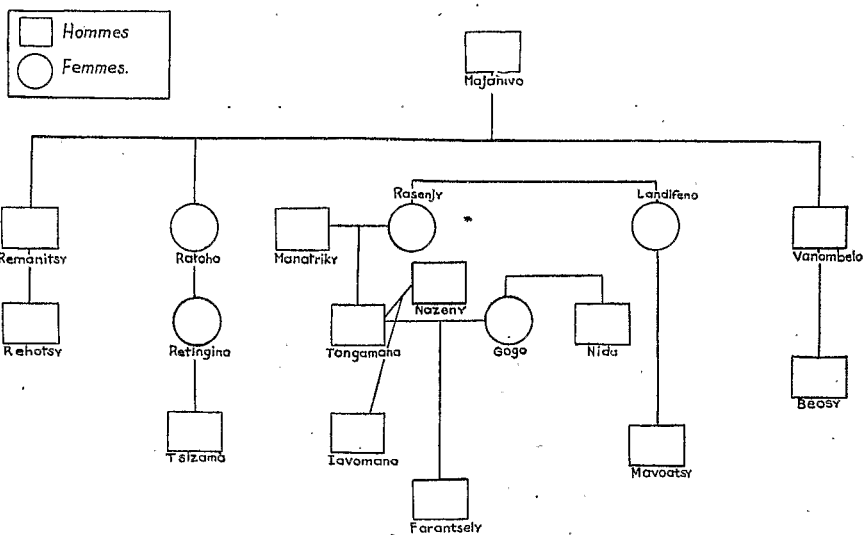 Hommes
Femmes.
Majanivo
Rasenjy
Landifeno
Remanitsy
Ratoho
Manatriky
Vanombelo
Nazeny
Rehotsy
Retingina
Tongamana
Gogo
Nida
Beosy
Tsizama
Iavomana
Mavoatsy
Farantsely